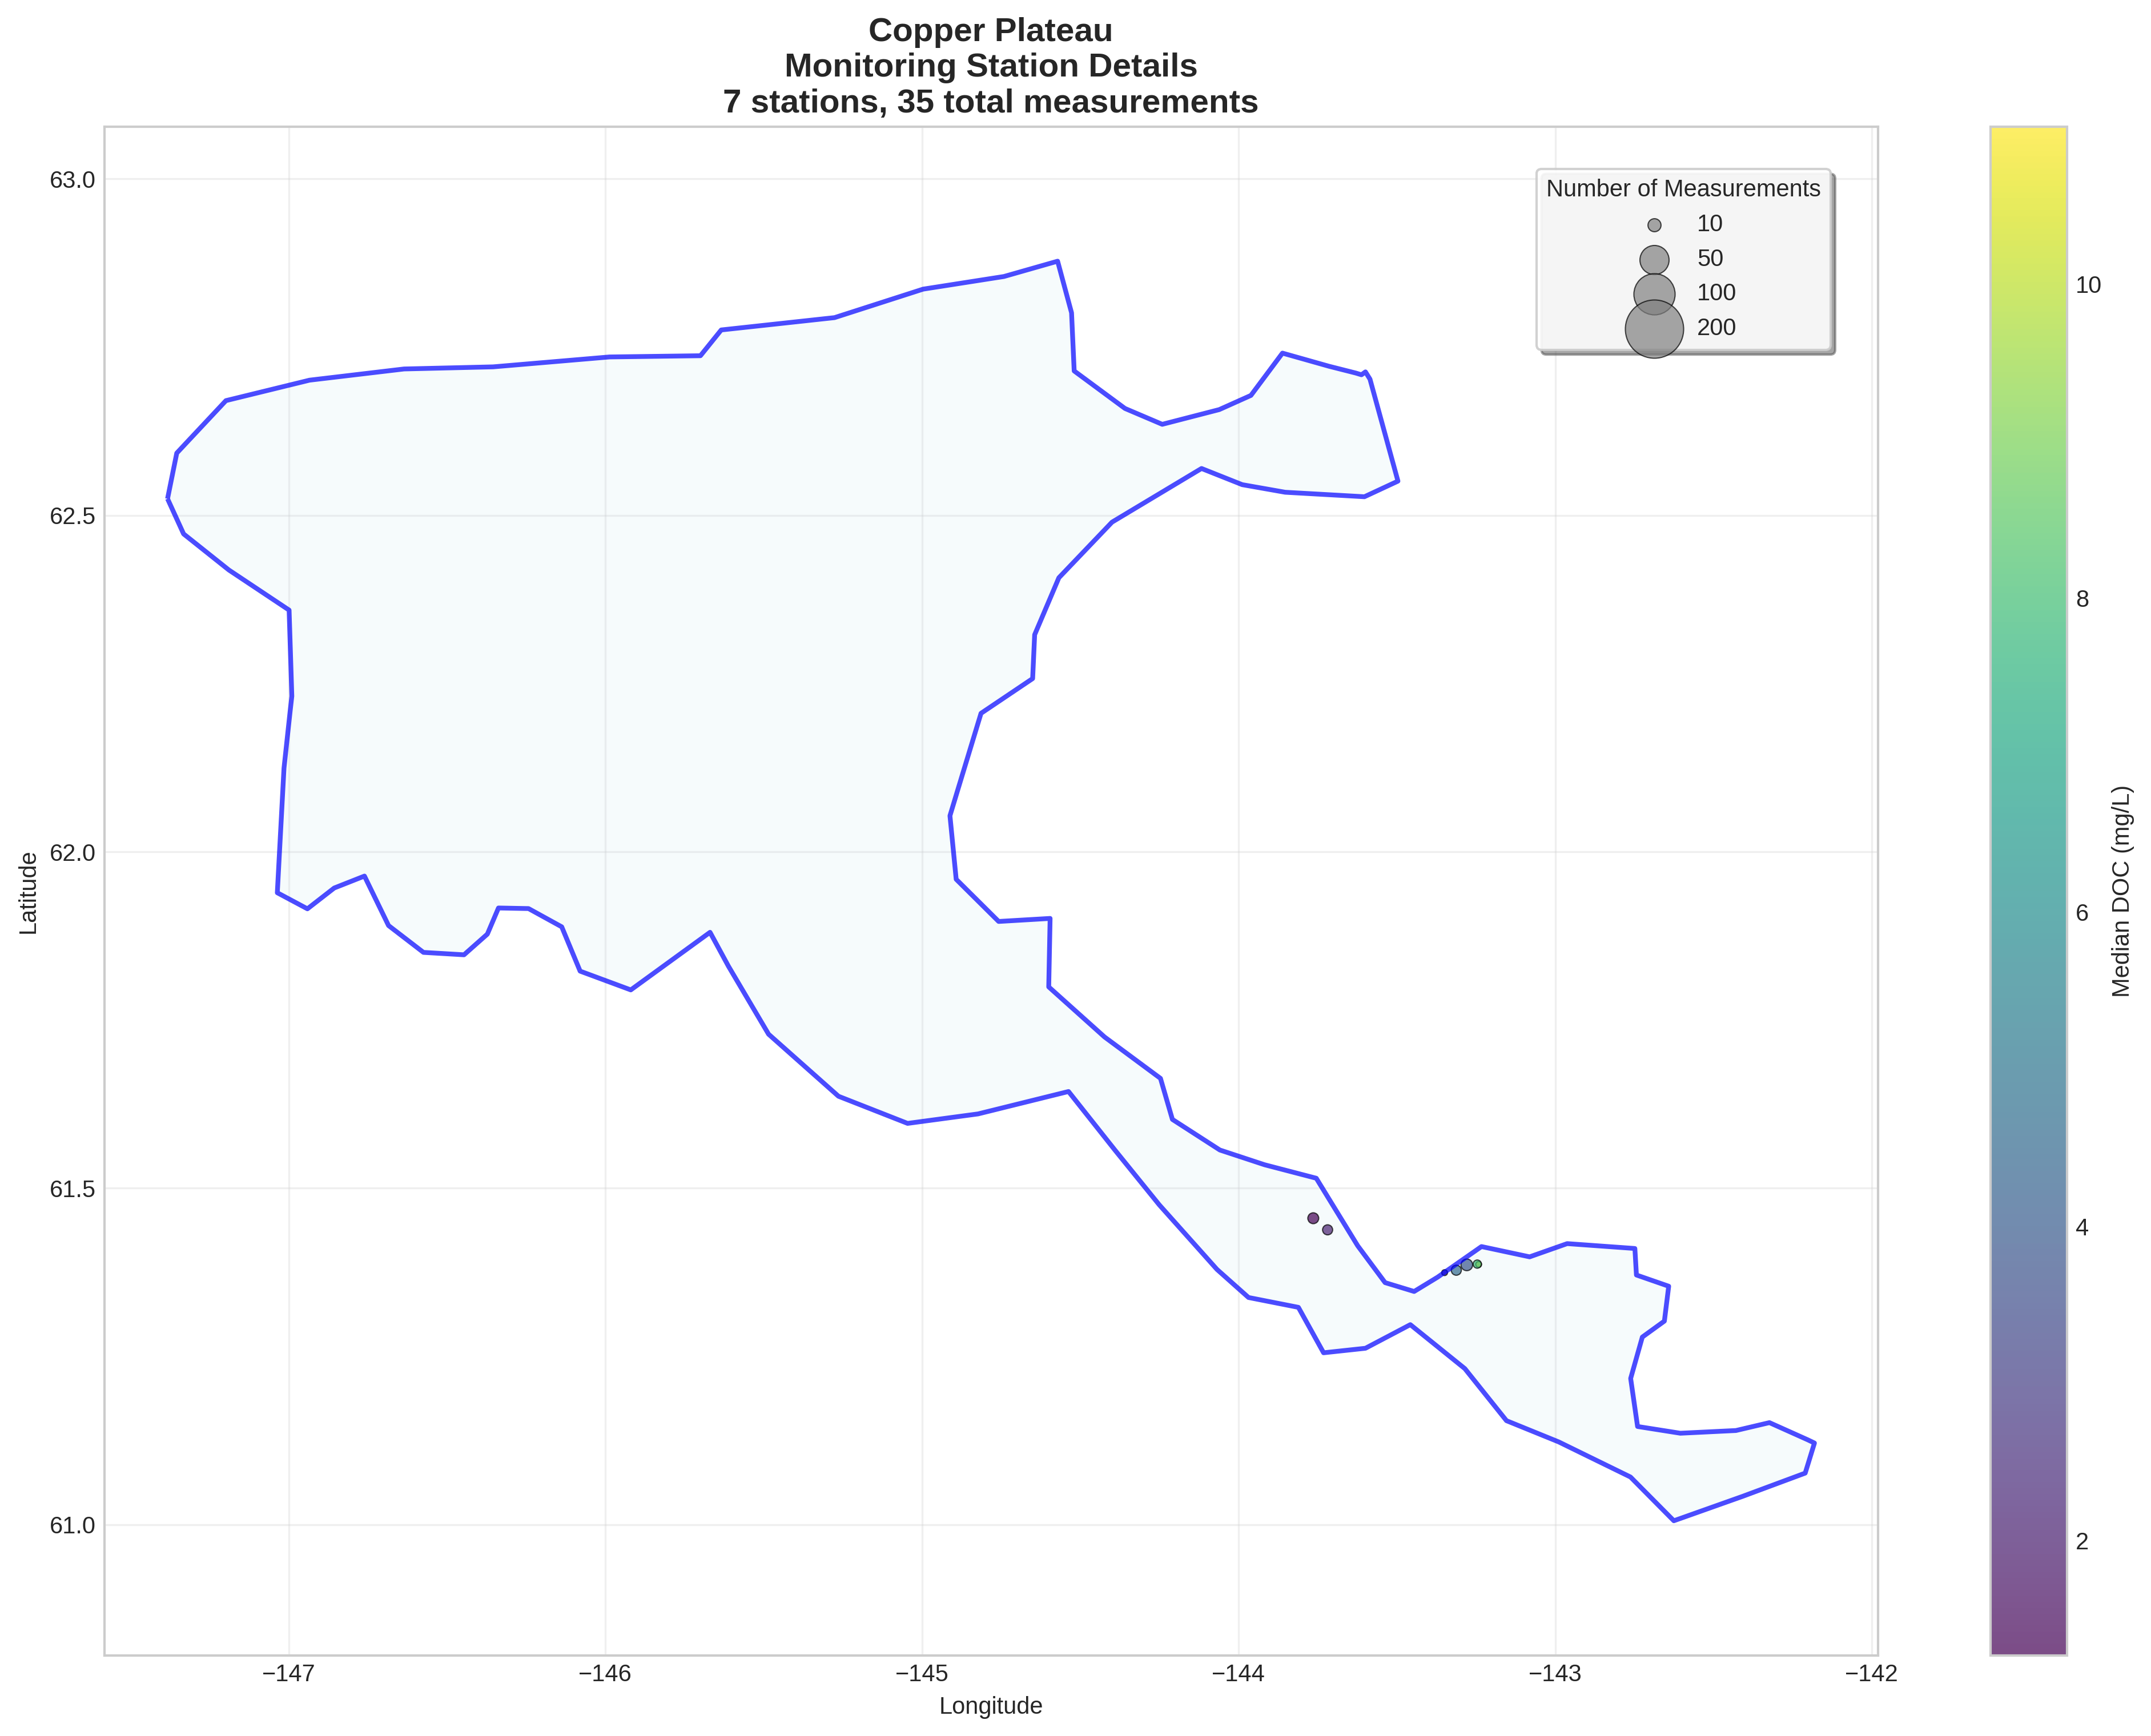 Copper Plateau
Monitoring Station Details
7 stations, 35 total measurements
Number of Measurements
10
50
100
200
63.0
62.5
62.0
61.5
61.0
Latitude
−147
−146
−145
−144
−143
−142
Longitude
10
8
6
4
2
Median DOC (mg/L)